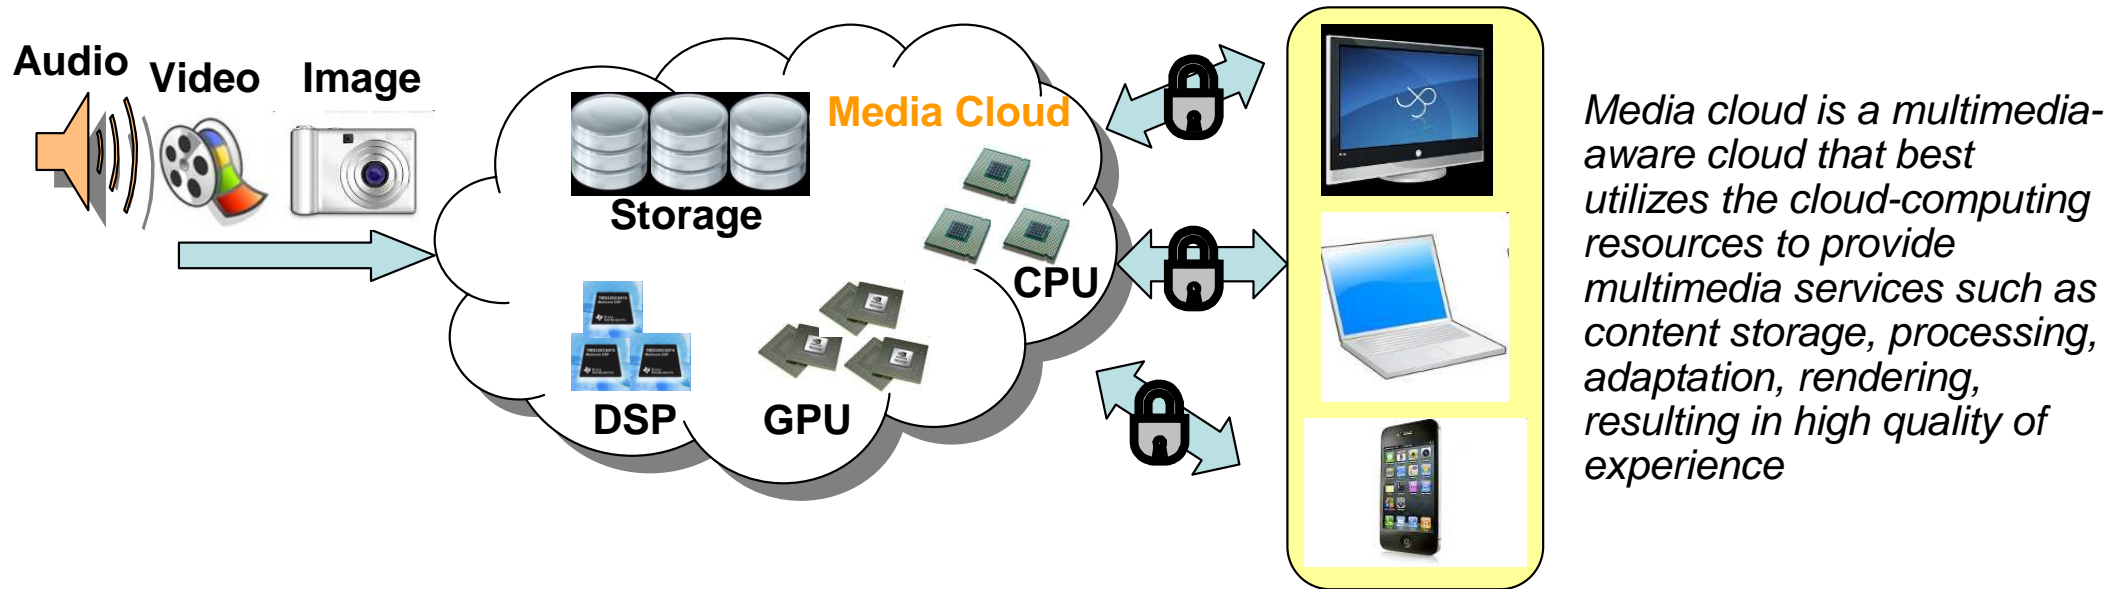 Audio
Video
Image
Media Cloud
Storage
CPU
DSP
GPU
Media cloud is a multimedia-
aware cloud that best
utilizes the cloud-computing
resources to provide
multimedia services such as
content storage, processing,
adaptation, rendering,
resulting in high quality of
experience